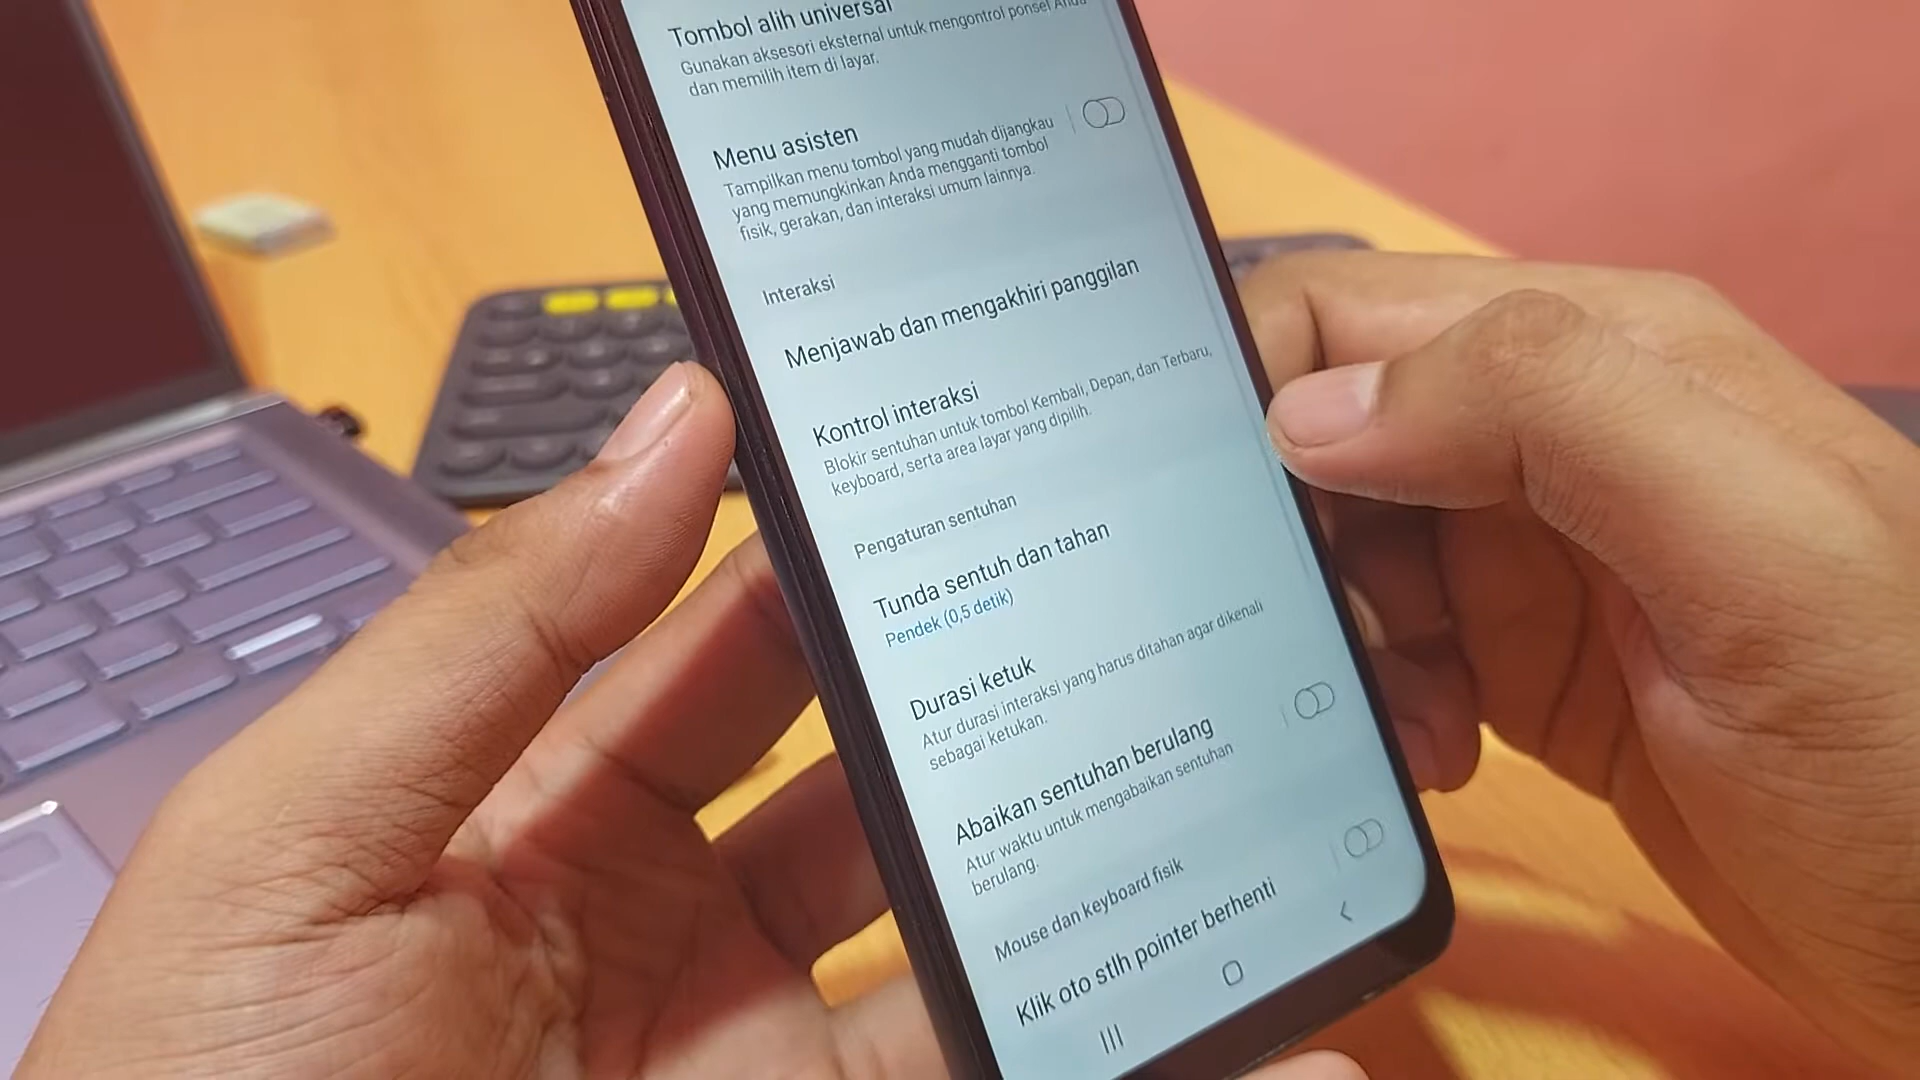 Tombol alih universal
Gunakan aksesori eksternal untuk mengontrol ponsel Anda
dan memilih item di layar.
Menu asisten
Tampilkan menu tombol yang mudah dijangkau
yang memungkinkan Anda mengganti tombol
fisik, gerakan, dan interaksi umum lainnya.
Interaksi
Menjawab dan mengakhiri panggilan
Kontrol interaksi
Blokir sentuhan untuk tombol Kembali, Depan, dan Terbaru,
keyboard, serta area layar yang dipilih.
Pengaturan sentuhan
Tunda sentuh dan tahan
Pendek (0,5 detik)
Durasi ketuk
Atur durasi interaksi yang harus ditahan agar dikenali
sebagai ketukan.
Abaikan sentuhan berulang
Atur waktu untuk mengabaikan sentuhan
berulang.
Mouse dan keyboard fisik
Klik oto stlh pointer berhenti